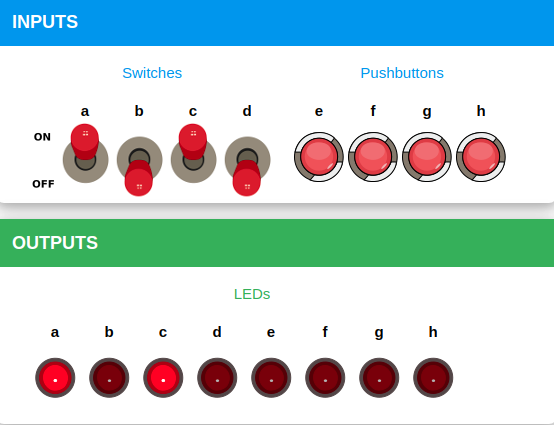 INPUTS
Switches Pushbuttons
a b c d e f g h
ON
OFF
OUTPUTS
LEDs
a b c d e f g h